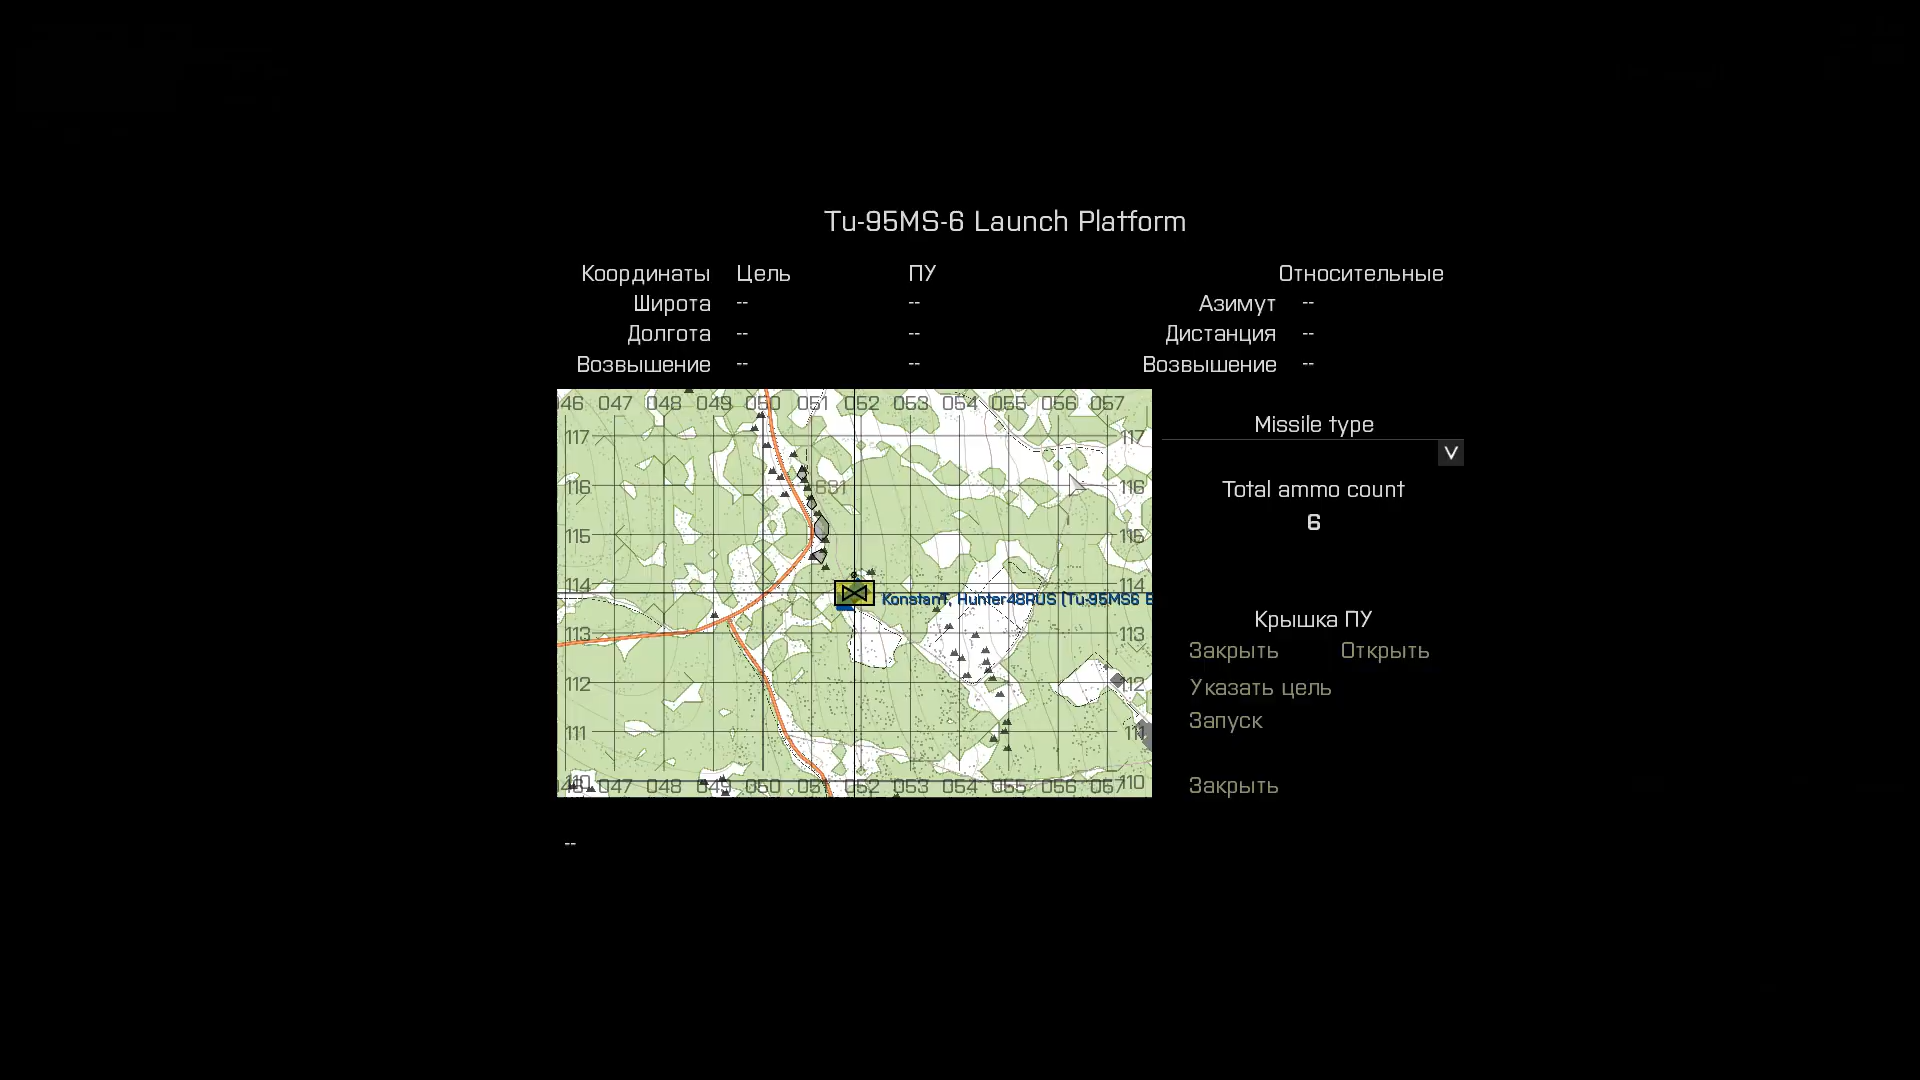 Tu-95MS-6 Launch Platform
Координаты Цель ПУ Относительные
Широта -- -- Азимут --
Долгота -- -- Дистанция --
Возвышение -- -- Возвышение --
046 047 048 049 050 051 052 053 054 055 056 057
117 117
Missile type
V
116 681 116
Total ammo count
6
115 115
114 114
KonstanT, Hunter48RUS (Tu-95MS6
113 113
Крышка ПУ
Закрыть Открыть
112 112
Указать цель
Запуск
111 111
110 110
047 048 049 050 051 052 053 054 055 056 057
Закрыть
--